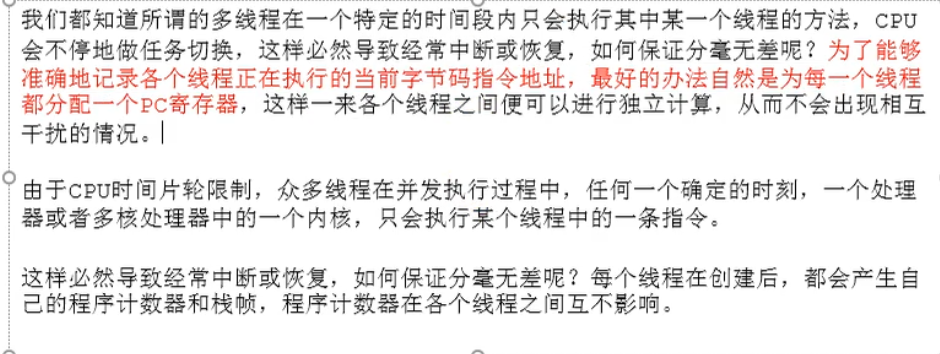 我们都知道所谓的多线程在一个特定的时间段内只会执行其中某一个线程的方法，CPU
会不停地做任务切换，这样必然导致经常中断或恢复，如何保证分毫无差呢？为了能够
准确地记录各个线程正在执行的当前字节码指令地址，最好的办法自然是为每一个线程
都分配一个PC寄存器，这样一来各个线程之间便可以进行独立计算，从而不会出现相互
干扰的情况。
由于CPU时间片轮限制，众多线程在并发执行过程中，任何一个确定的时刻，一个处理
器或者多核处理器中的一个内核，只会执行某个线程中的一条指令。
这样必然导致经常中断或恢复，如何保证分毫无差呢？每个线程在创建后，都会产生自
己的程序计数器和栈帧，程序计数器在各个线程之间互不影响。